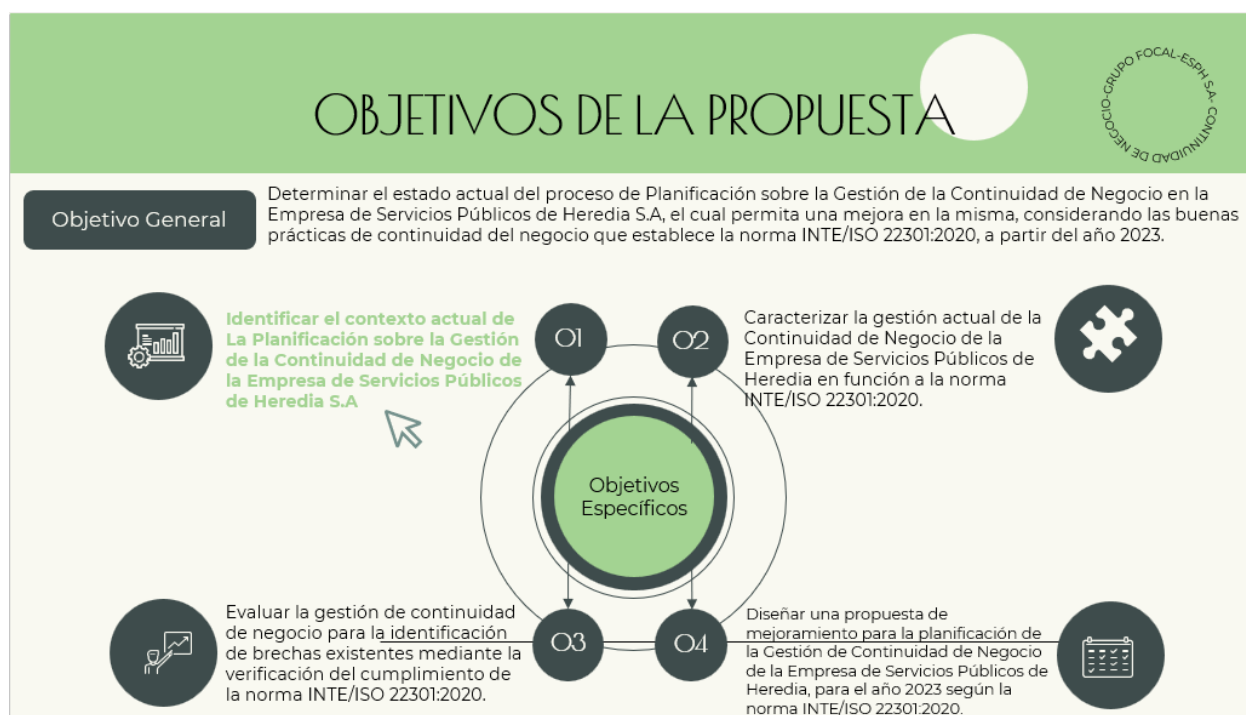 OBJETIVOS DE LA PROPUESTA
GRUPO FOCAL-ESPH S.A- CONTINUIDAD DE NEGOCIO-
Objetivo General
Determinar el estado actual del proceso de Planificación sobre la Gestión de la Continuidad de Negocio en la
Empresa de Servicios Públicos de Heredia S.A, el cual permita una mejora en la misma, considerando las buenas
prácticas de continuidad del negocio que establece la norma INTE/ISO 22301:2020, a partir del año 2023.
Identificar el contexto actual de
La Planificación sobre la Gestión
de la Continuidad de Negocio de
la Empresa de Servicios Públicos
de Heredia S.A
01
02
Caracterizar la gestión actual de la
Continuidad de Negocio de la
Empresa de Servicios Públicos de
Heredia en función a la norma
INTE/ISO 22301:2020.
Objetivos
Específicos
Evaluar la gestión de continuidad
de negocio para la identificación
de brechas existentes mediante la
verificación del cumplimiento de
la norma INTE/ISO 22301:2020.
03
04
Diseñar una propuesta de
mejoramiento para la planificación de
la Gestión de Continuidad de Negocio
de la Empresa de Servicios Públicos de
Heredia, para el año 2023 según la
norma INTE/ISO 22301:2020.